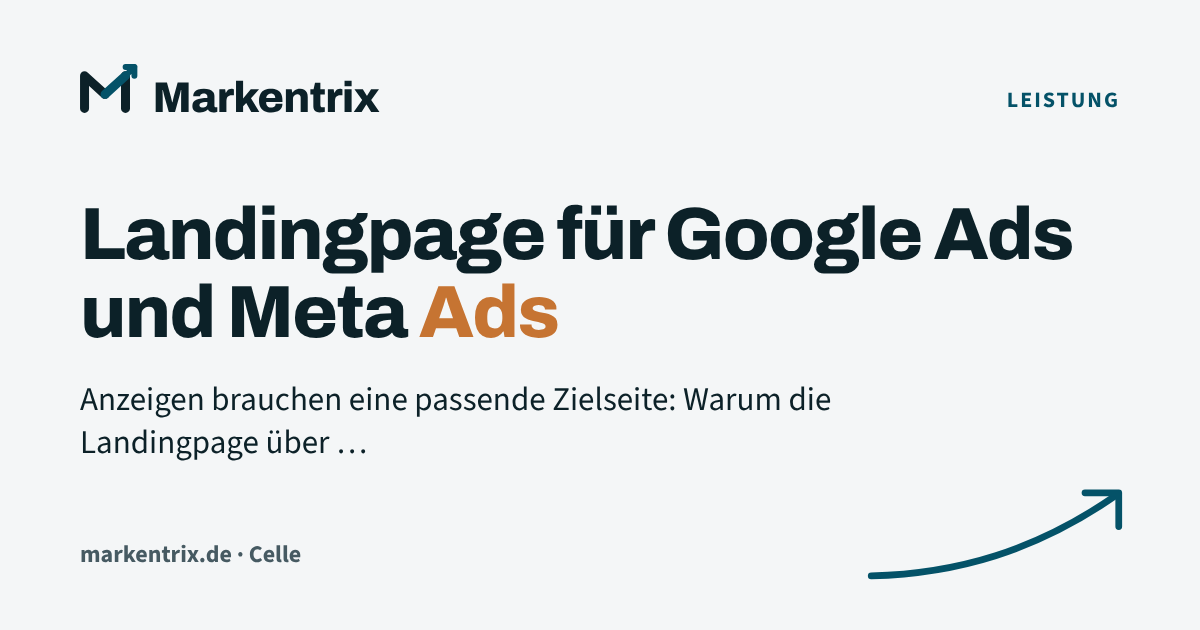 Markentrix
LEISTUNG
Landingpage für Google Ads
und Meta Ads
Anzeigen brauchen eine passende Zielseite: Warum die
Landingpage über …
markentrix.de · Celle